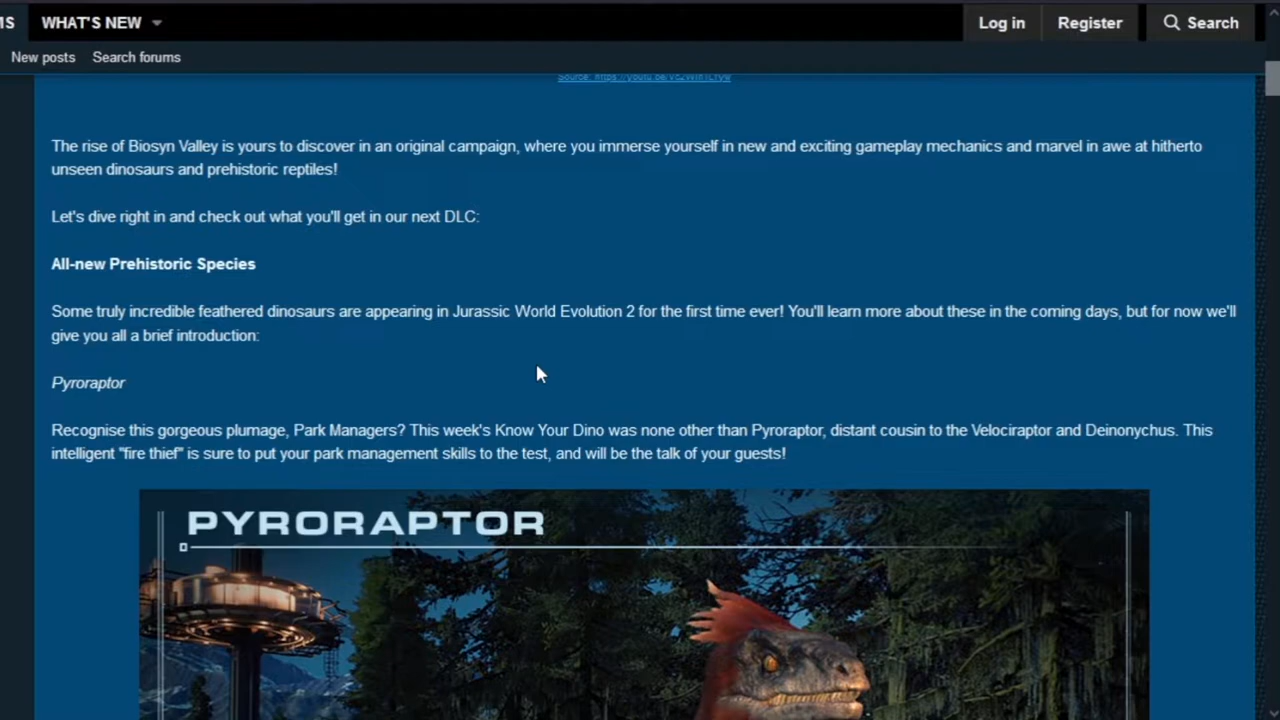 MS WHAT'S NEW Log in Register Search
New posts Search forums
The rise of Biosyn Valley is yours to discover in an original campaign, where you immerse yourself in new and exciting gameplay mechanics and marvel in awe at hitherto
unseen dinosaurs and prehistoric reptiles!
Let's dive right in and check out what you'll get in our next DLC:
All-new Prehistoric Species
Some truly incredible feathered dinosaurs are appearing in Jurassic World Evolution 2 for the first time ever! You'll learn more about these in the coming days, but for now we'll
give you all a brief introduction:
Pyroraptor
Recognise this gorgeous plumage, Park Managers? This week's Know Your Dino was none other than Pyroraptor, distant cousin to the Velociraptor and Deinonychus. This
intelligent "fire thief" is sure to put your park management skills to the test, and will be the talk of your guests!
PYRORAPTOR